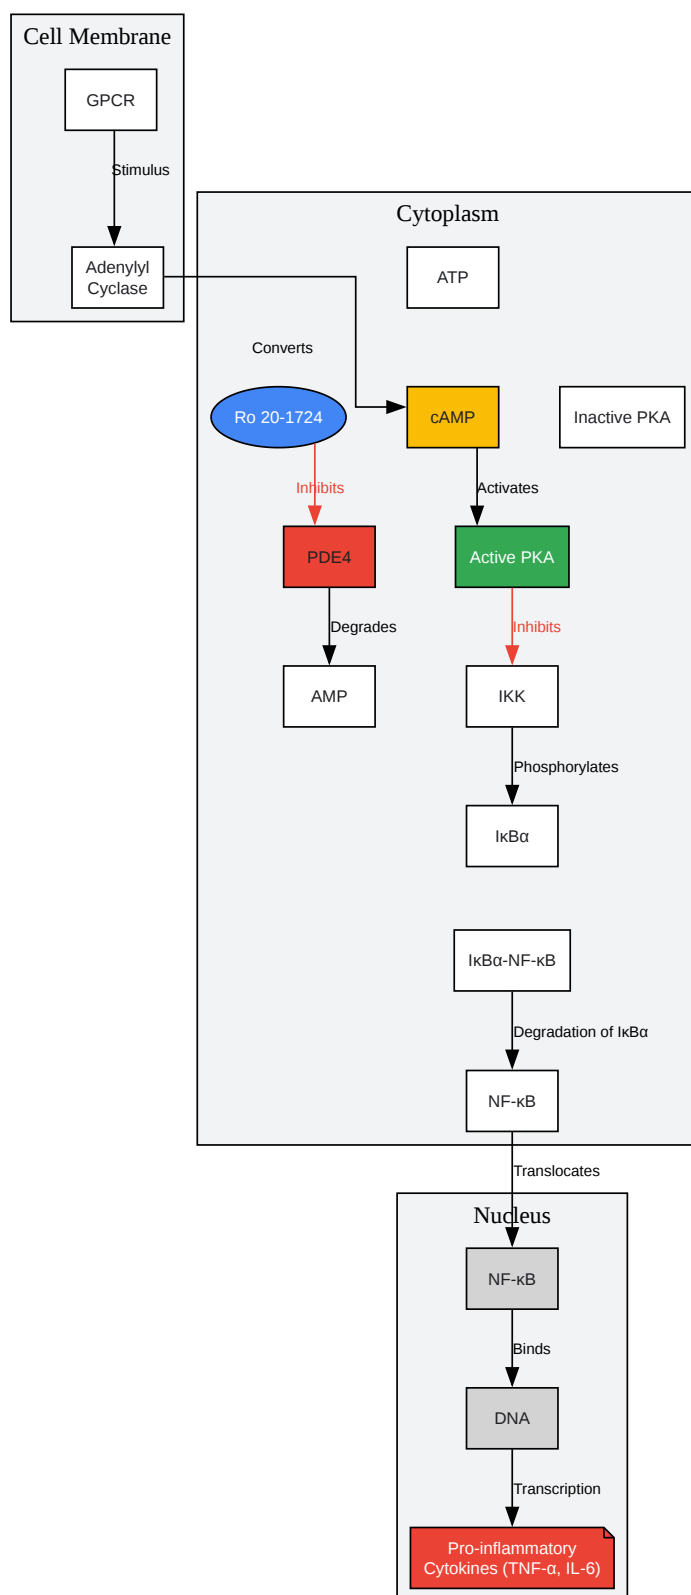 Cell Membrane
GPCR
Stimulus
Adenylyl
Cyclase
Cytoplasm
ATP
Converts
Ro 20-1724
cAMP
Inactive PKA
Inhibits
Activates
PDE4
Active PKA
Degrades
Inhibits
AMP
IKK
Phosphorylates
IκBα
IκBα-NF-κB
Degradation of IκBα
NF-κB
Translocates
Nucleus
NF-κB
Binds
DNA
Transcription
Pro-inflammatory
Cytokines (TNF-α, IL-6)